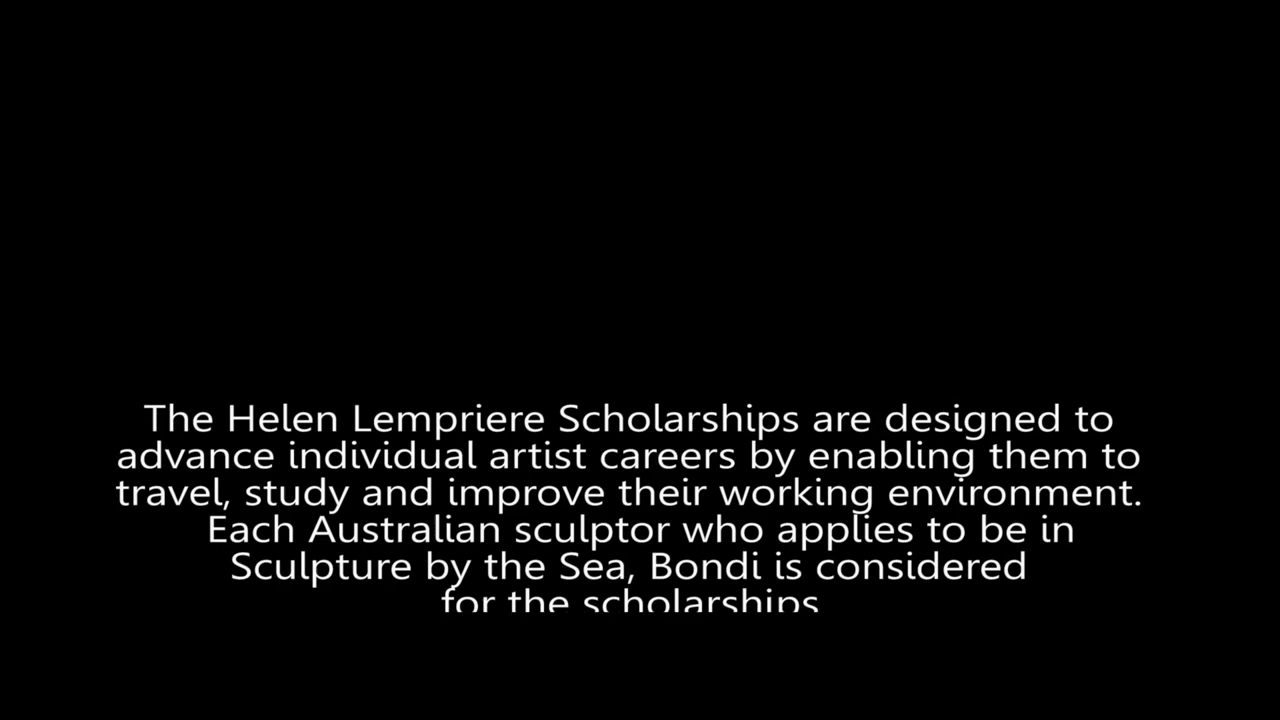 The Helen Lempriere Scholarships are designed to
advance individual artist careers by enabling them to
travel, study and improve their working environment.
Each Australian sculptor who applies to be in
Sculpture by the Sea, Bondi is considered
for the scholarships